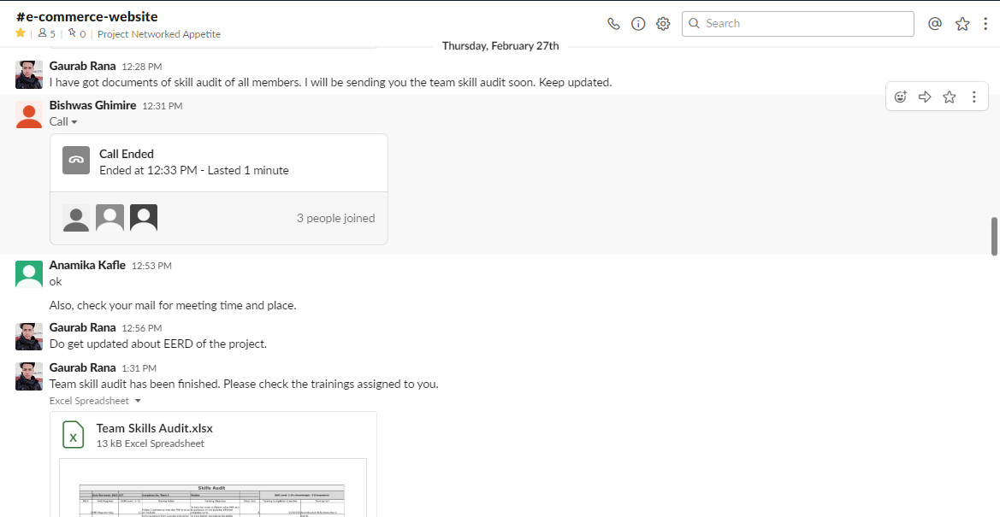 #e-commerce-website
5 | 0 | Project Networked Appetite
Search
Thursday, February 27th
Gaurab Rana 12:28 PM
I have got documents of skill audit of all members. I will be sending you the team skill audit soon. Keep updated.
Bishwas Ghimire 12:31 PM
Call
Call Ended
Ended at 12:33 PM - Lasted 1 minute
3 people joined
Anamika Kafle 12:53 PM
ok
Also, check your mail for meeting time and place.
Gaurab Rana 12:56 PM
Do get updated about EERD of the project.
Gaurab Rana 1:31 PM
Team skill audit has been finished. Please check the trainings assigned to you.
Excel Spreadsheet
X
Team Skills Audit.xlsx
13 kB Excel Spreadsheet
Skills Audit